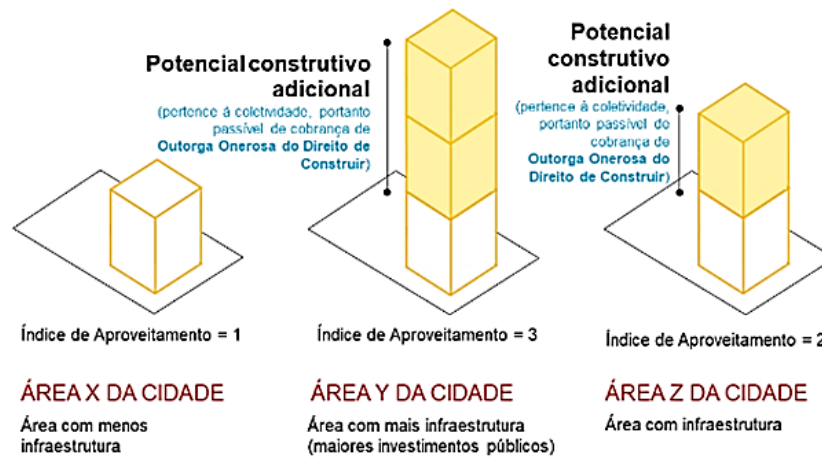 Potencial construtivo
adicional
(pertence à coletividade, portanto
passível de cobrança de
Outorga Onerosa do Direito de
Construir)
Potencial
construtivo
adicional
(pertence à coletividade,
portanto passível de
cobrança de
Outorga Onerosa do
Direito de Construir)
Índice de Aproveitamento = 1
Índice de Aproveitamento = 3
Índice de Aproveitamento = 2
ÁREA X DA CIDADE
Área com menos
infraestrutura
ÁREA Y DA CIDADE
Área com mais infraestrutura
(maiores investimentos públicos)
ÁREA Z DA CIDADE
Área com infraestrutura